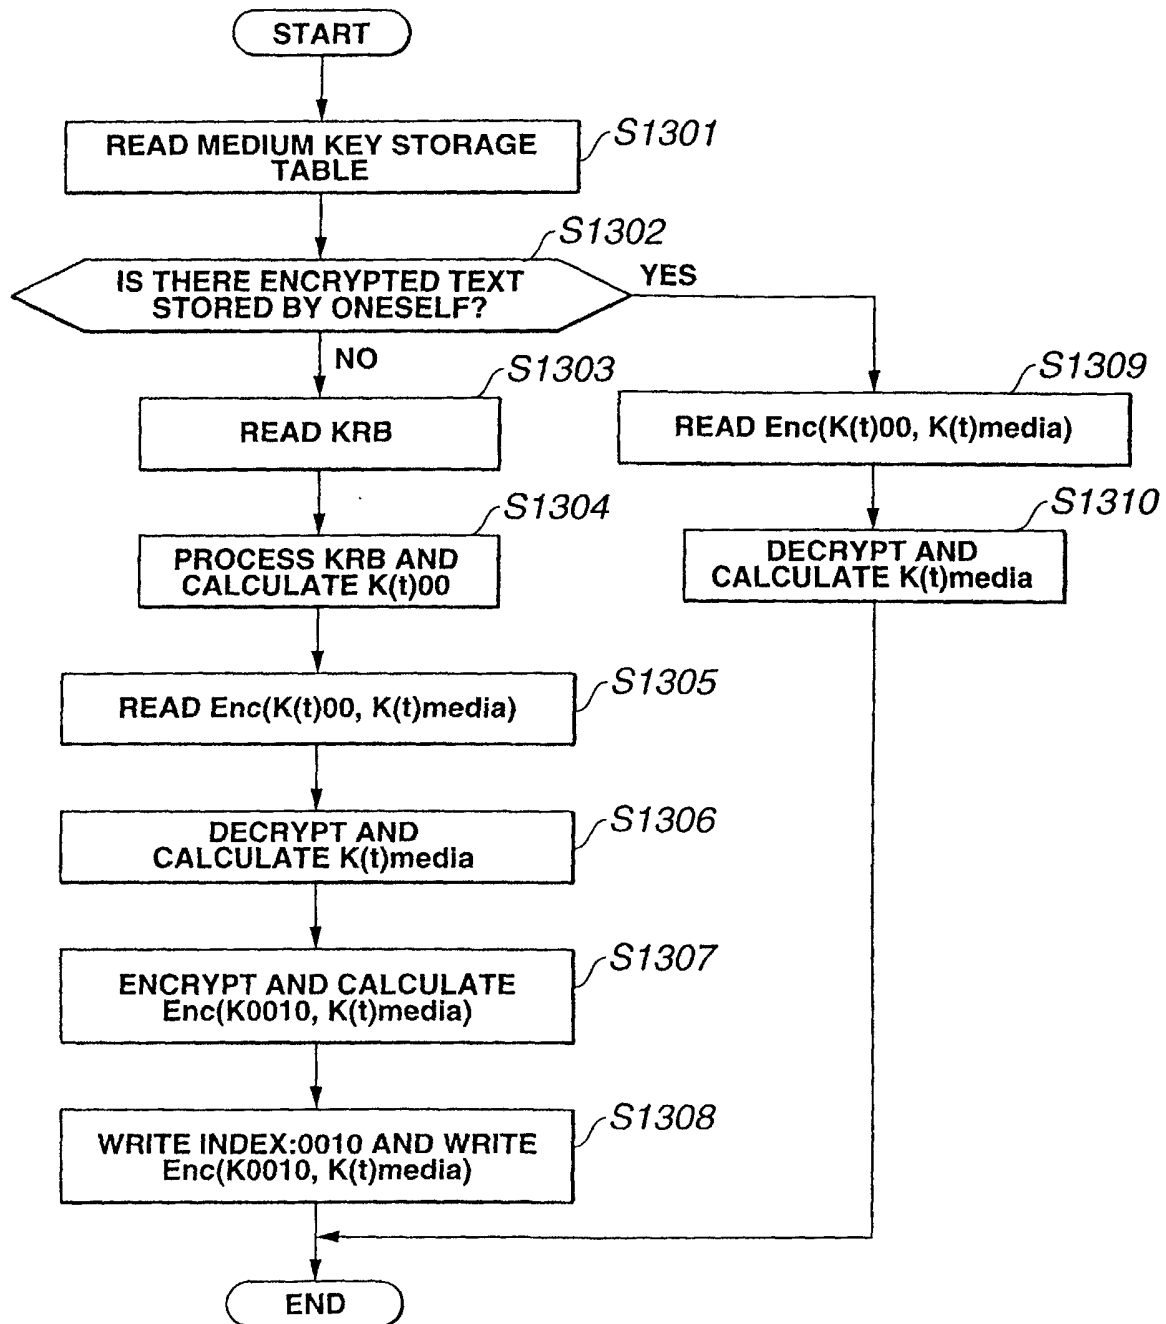 START
READ MEDIUM KEY STORAGE
TABLE
S1301
S1302
IS THERE ENCRYPTED TEXT
STORED BY ONESELF?
YES
NO
S1303
READ KRB
S1309
READ Enc(K(t)00, K(t)media)
S1304
PROCESS KRB AND
CALCULATE K(t)00
S1310
DECRYPT AND
CALCULATE K(t)media
S1305
READ Enc(K(t)00, K(t)media)
S1306
DECRYPT AND
CALCULATE K(t)media
S1307
ENCRYPT AND CALCULATE
Enc(K0010, K(t)media)
S1308
WRITE INDEX:0010 AND WRITE
Enc(K0010, K(t)media)
END